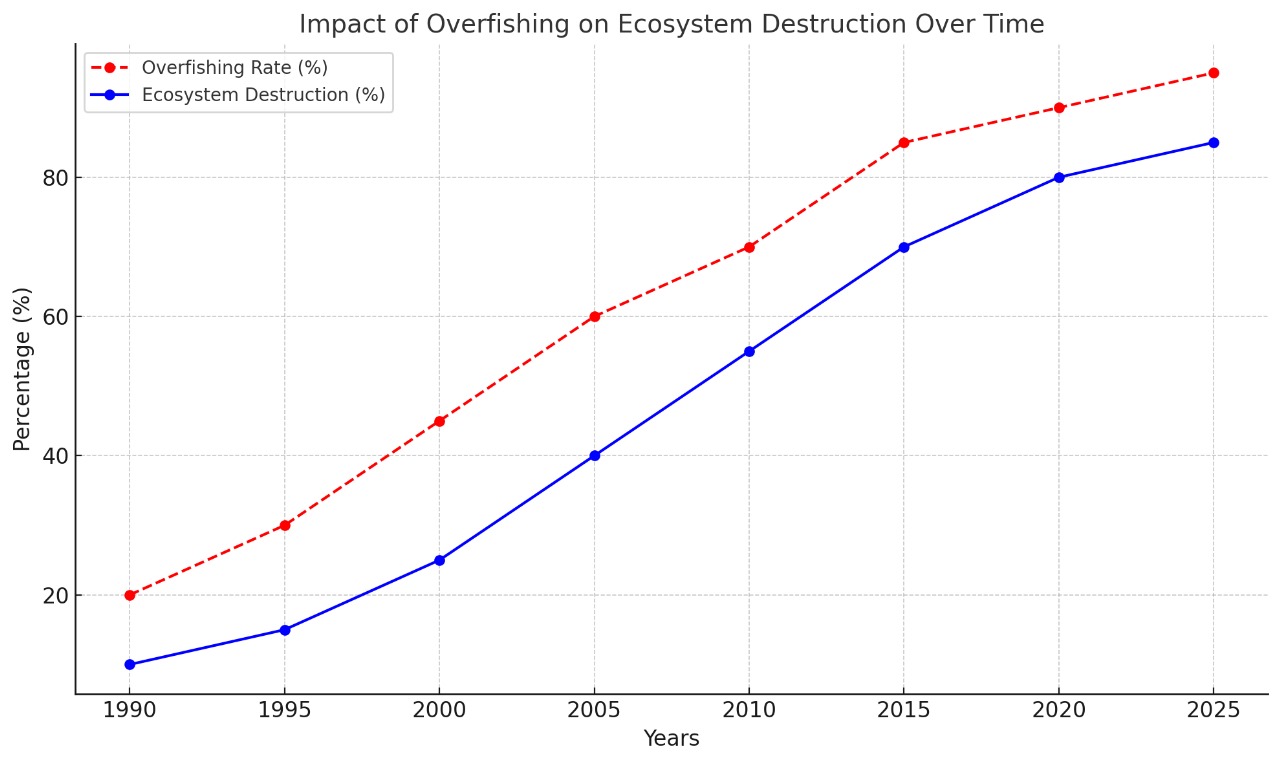 Impact of Overfishing on Ecosystem Destruction Over Time
Overfishing Rate (%)
Ecosystem Destruction (%)
Percentage (%)
80
60
40
20
1990 1995 2000 2005 2010 2015 2020 2025
Years